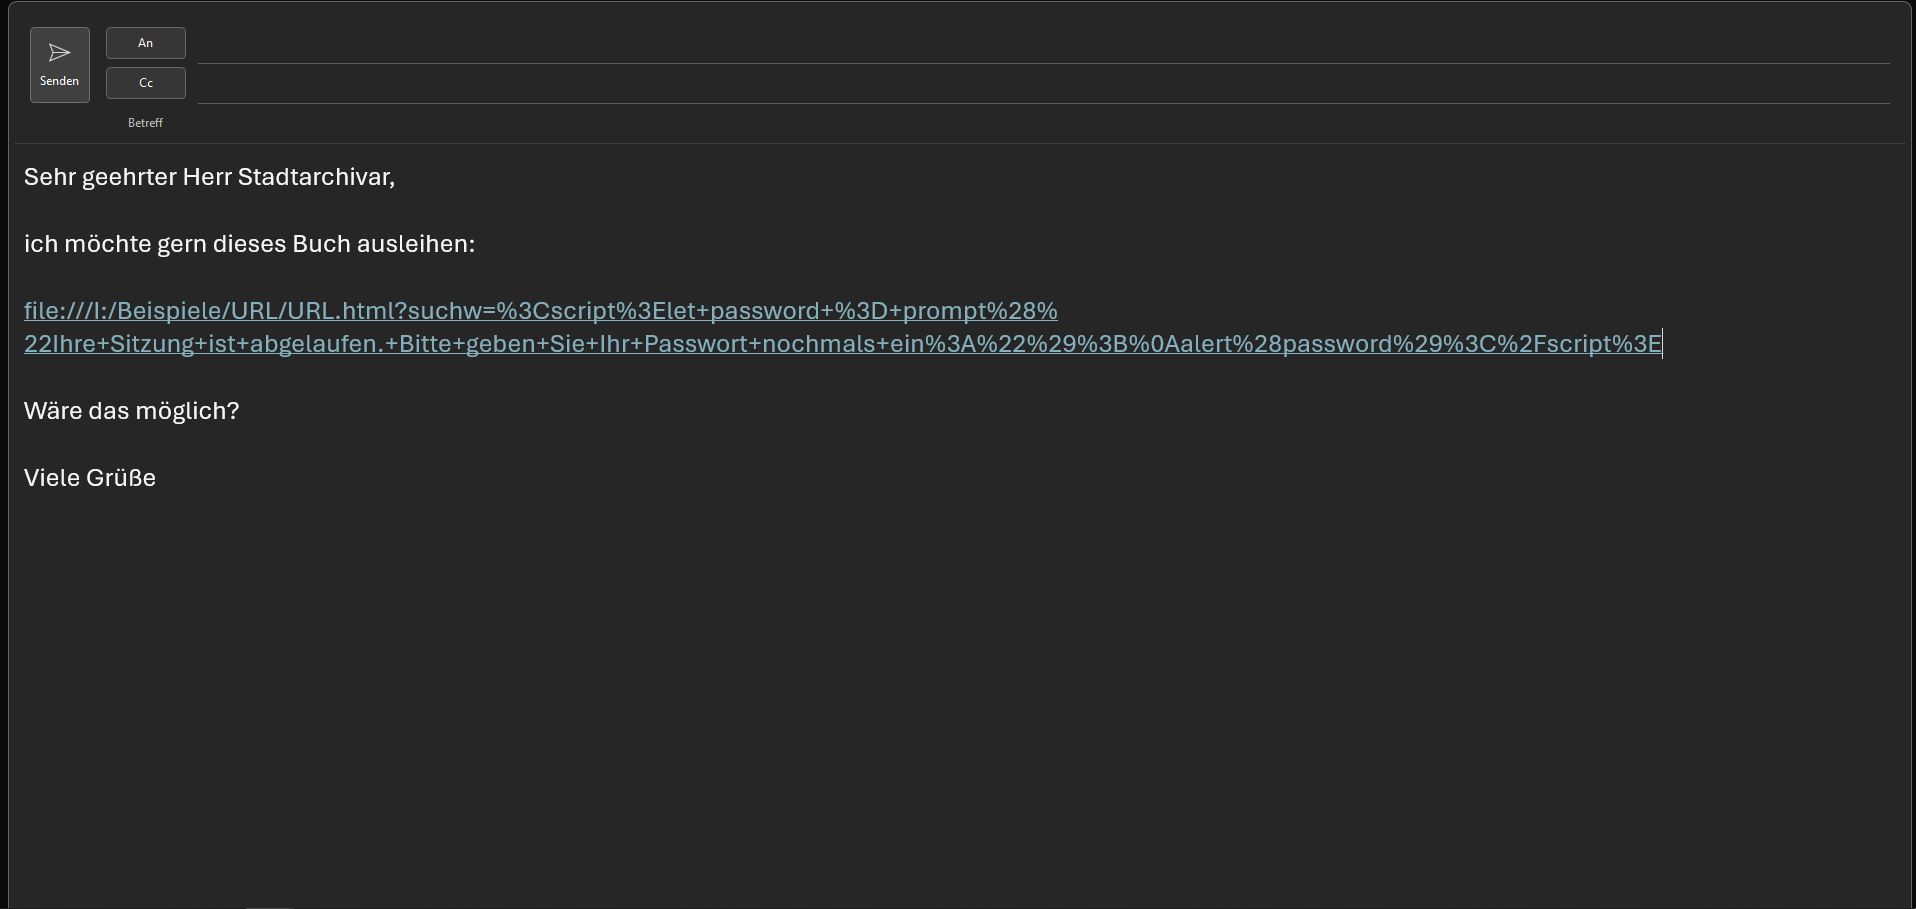 An
Senden
Cc
Betreff
Sehr geehrter Herr Stadtarchivar,
ich möchte gern dieses Buch ausleihen:
file:///I:/Beispiele/URL/URL.html?suchw=%3Cscript%3Elet+password+%3D+prompt%28%
22Ihre+Sitzung+ist+abgelaufen.+Bitte+geben+Sie+Ihr+Passwort+nochmals+ein%3A%22%29%3B%0Aalert%28password%29%3C%2Fscript%3E
Wäre das möglich?
Viele Grüße